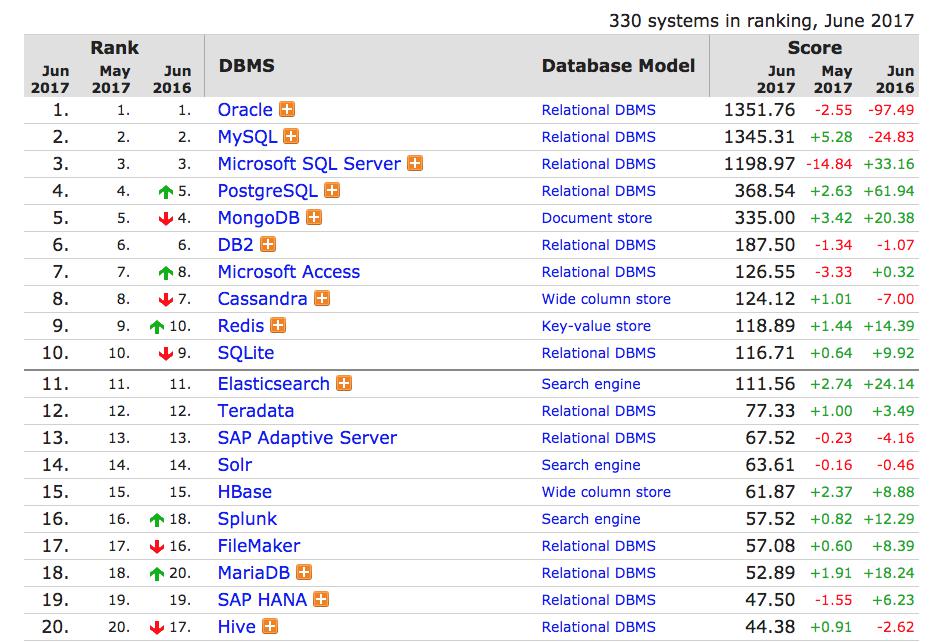 330 systems in ranking, June 2017
Rank DBMS Database Model Score
Jun 2017 May 2017 Jun 2016 Jun 2017 May 2017 Jun 2016
1. 1. 1. Oracle Relational DBMS 1351.76 -2.55 -97.49
2. 2. 2. MySQL Relational DBMS 1345.31 +5.28 -24.83
3. 3. 3. Microsoft SQL Server Relational DBMS 1198.97 -14.84 +33.16
4. 4. 5. PostgreSQL Relational DBMS 368.54 +2.63 +61.94
5. 5. 4. MongoDB Document store 335.00 +3.42 +20.38
6. 6. 6. DB2 Relational DBMS 187.50 -1.34 -1.07
7. 7. 8. Microsoft Access Relational DBMS 126.55 -3.33 +0.32
8. 8. 7. Cassandra Wide column store 124.12 +1.01 -7.00
9. 9. 10. Redis Key-value store 118.89 +1.44 +14.39
10. 10. 9. SQLite Relational DBMS 116.71 +0.64 +9.92
11. 11. 11. Elasticsearch Search engine 111.56 +2.74 +24.14
12. 12. 12. Teradata Relational DBMS 77.33 +1.00 +3.49
13. 13. 13. SAP Adaptive Server Relational DBMS 67.52 -0.23 -4.16
14. 14. 14. Solr Search engine 63.61 -0.16 -0.46
15. 15. 15. HBase Wide column store 61.87 +2.37 +8.88
16. 16. 18. Splunk Search engine 57.52 +0.82 +12.29
17. 17. 16. FileMaker Relational DBMS 57.08 +0.60 +8.39
18. 18. 20. MariaDB Relational DBMS 52.89 +1.91 +18.24
19. 19. 19. SAP HANA Relational DBMS 47.50 -1.55 +6.23
20. 20. 17. Hive Relational DBMS 44.38 +0.91 -2.62